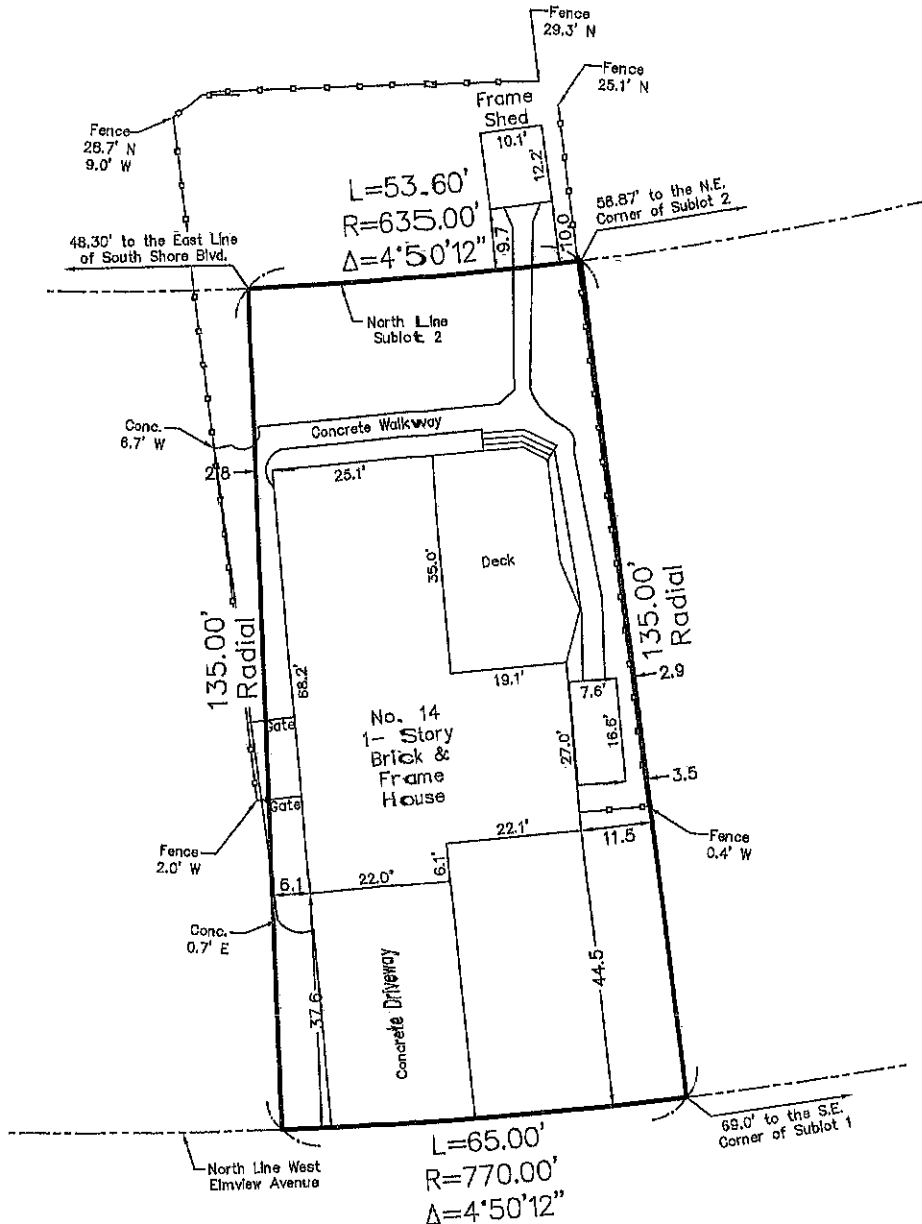 Fence
29.3' N
Fence
25.1' N
Frame
Shed
10.1'
12.2'
Fence
28.7' N
9.0' W
L=53.60'
R=635.00'
Δ=4°50'12"
9.7
10.0
56.87' to the N.E.
Corner of Sublot 2
48.30' to the East Line
of South Shore Blvd.
North Line
Sublot 2
Concrete Walkway
Conc.
6.7' W
2.8
25.1'
35.0'
Deck
135.00'
Radial
135.00'
Radial
68.2'
19.1'
2.9
7.6'
16.6'
27.0'
No. 14
1- Story
Brick &
Frame
House
Gate
Gate
3.5
22.1'
11.5
Fence
0.4' W
Fence
2.0' W
6.1
22.0'
6.1'
Conc.
0.7' E
37.6
Concrete Driveway
44.5
69.0' to the S.E.
Corner of Sublot 1
North Line West
Elmview Avenue
L=65.00'
R=770.00'
Δ=4°50'12"